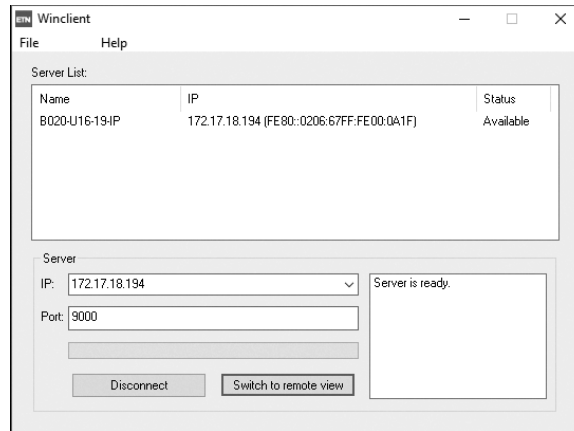 ETN Winclient
File Help
Server List:
Name IP Status
B020-U16-19-IP 172.17.18.194 (FE80::0206:67FF:FE00:0A1F) Available
Server
IP: 172.17.18.194 Server is ready.
Port: 9000
Disconnect Switch to remote view